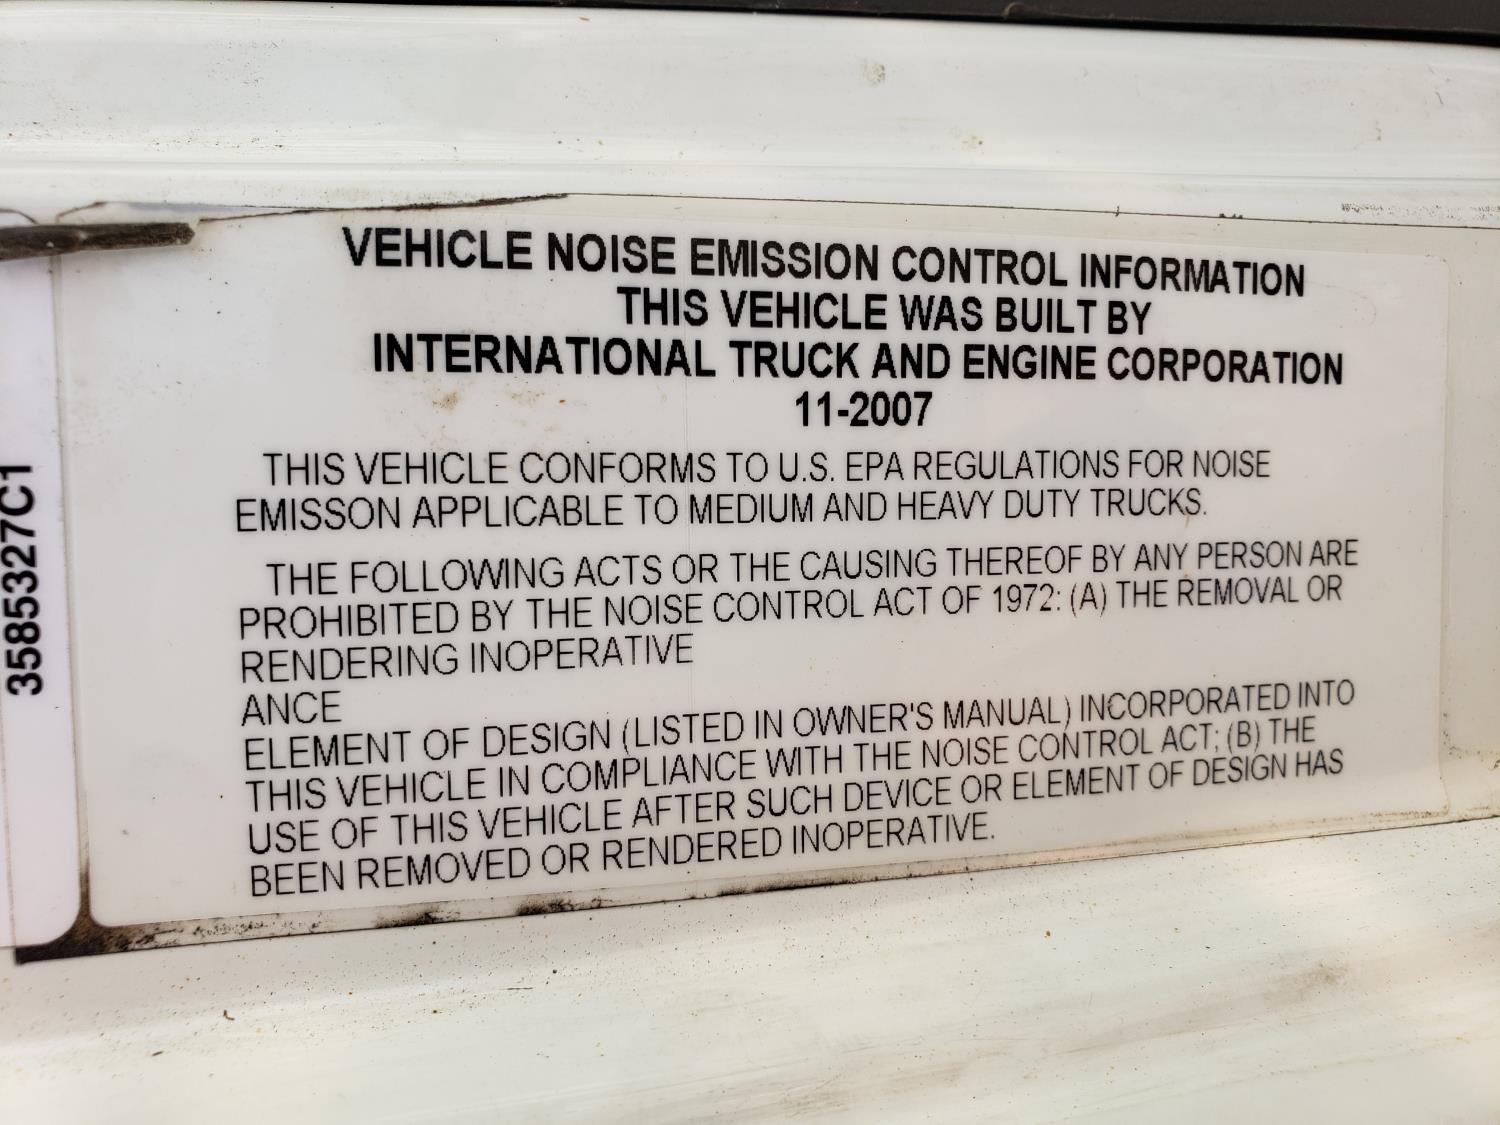 VEHICLE NOISE EMISSION CONTROL INFORMATION
THIS VEHICLE WAS BUILT BY
INTERNATIONAL TRUCK AND ENGINE CORPORATION
11-2007
THIS VEHICLE CONFORMS TO U.S. EPA REGULATIONS FOR NOISE
EMISSON APPLICABLE TO MEDIUM AND HEAVY DUTY TRUCKS.
THE FOLLOWING ACTS OR THE CAUSING THEREOF BY ANY PERSON ARE
PROHIBITED BY THE NOISE CONTROL ACT OF 1972: (A) THE REMOVAL OR
RENDERING INOPERATIVE
ANCE
ELEMENT OF DESIGN (LISTED IN OWNER'S MANUAL) INCORPORATED INTO
THIS VEHICLE IN COMPLIANCE WITH THE NOISE CONTROL ACT; (B) THE
USE OF THIS VEHICLE AFTER SUCH DEVICE OR ELEMENT OF DESIGN HAS
BEEN REMOVED OR RENDERED INOPERATIVE.
3585327C1